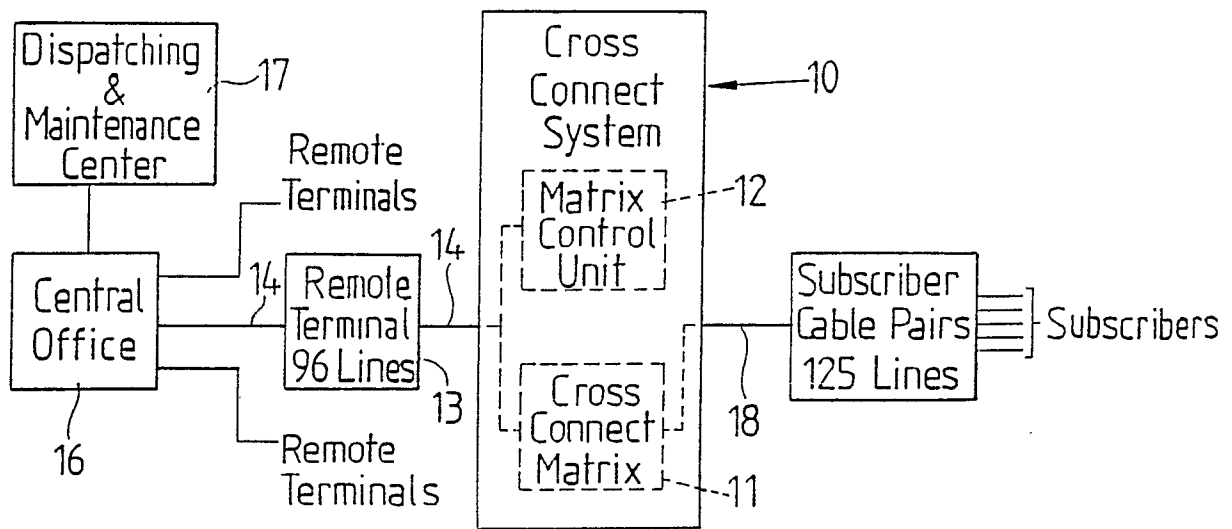 Dispatching
&
Maintenance
Center
17
Remote
Terminals
Central
Office
16
14
Remote
Terminal
96 Lines
13
14
Remote
Terminals
Cross
Connect
System
10
Matrix
Control
Unit
12
Cross
Connect
Matrix
11
18
Subscriber
Cable Pairs
125 Lines
Subscribers